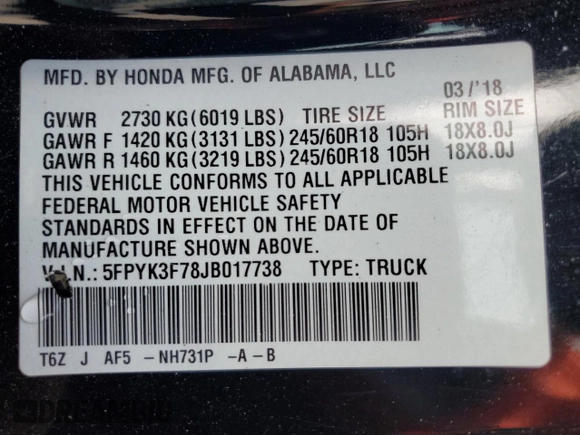 MFD. BY HONDA MFG. OF ALABAMA, LLC
03/'18
GVWR 2730 KG(6019 LBS) TIRE SIZE RIM SIZE
GAWR F 1420 KG(3131 LBS) 245/60R18 105H 18X8.0J
GAWR R 1460 KG(3219 LBS) 245/60R18 105H 18X8.0J
THIS VEHICLE CONFORMS TO ALL APPLICABLE
FEDERAL MOTOR VEHICLE SAFETY
STANDARDS IN EFFECT ON THE DATE OF
MANUFACTURE SHOWN ABOVE.
V.I.N.: 5FPYK3F78JB017738 TYPE: TRUCK
T6Z J AF5 -NH731P -A-B